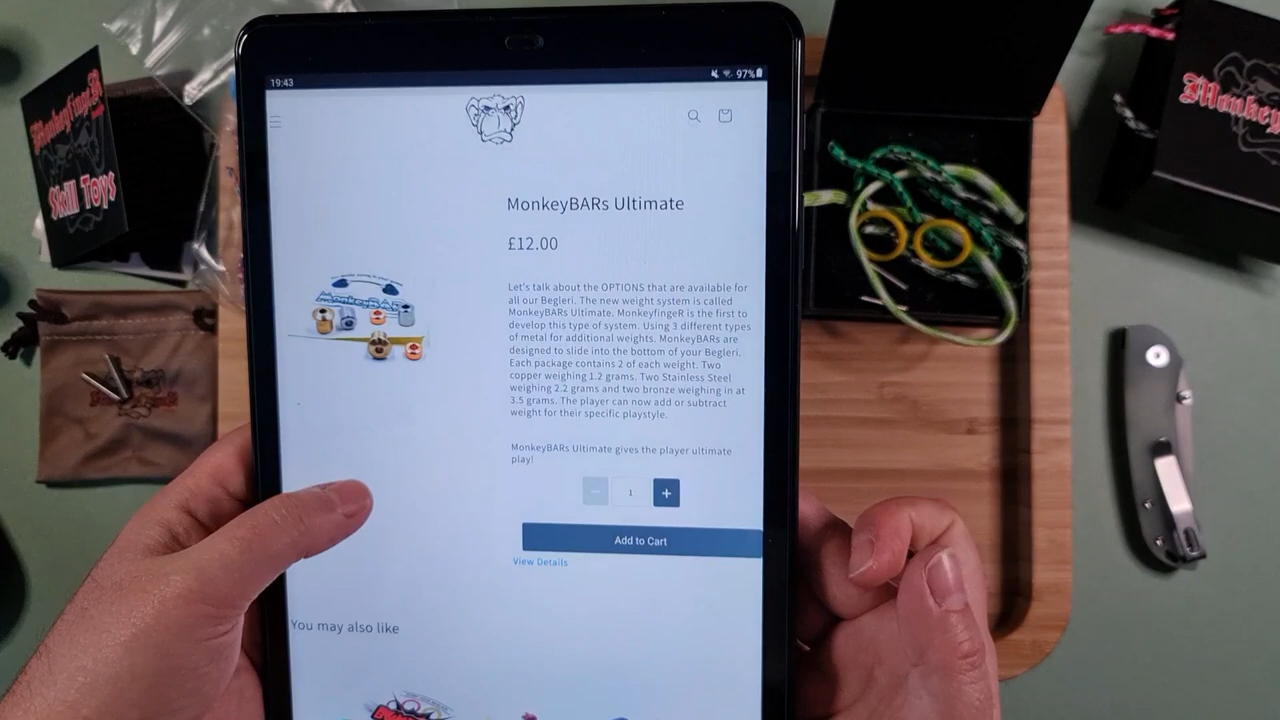 19:43
97%
MonkeyfingeR
Skill Toys
MonkeyBARs Ultimate
£12.00
Let's talk about the OPTIONS that are available for
all our Begleri. The new weight system is called
MonkeyBARs Ultimate. MonkeyfingeR is the first to
develop this type of system. Using 3 different types
of metal for additional weights. MonkeyBARs are
designed to slide into the bottom of your Begleri.
Each package contains 2 of each weight. Two
copper weighing 1.2 grams. Two Stainless Steel
weighing 2.2 grams and two bronze weighing in at
3.5 grams. The player can now add or subtract
weight for their specific playstyle.
MonkeyBARs Ultimate gives the player ultimate
play!
− 1 +
Add to Cart
View Details
You may also like
MonkeyBAR